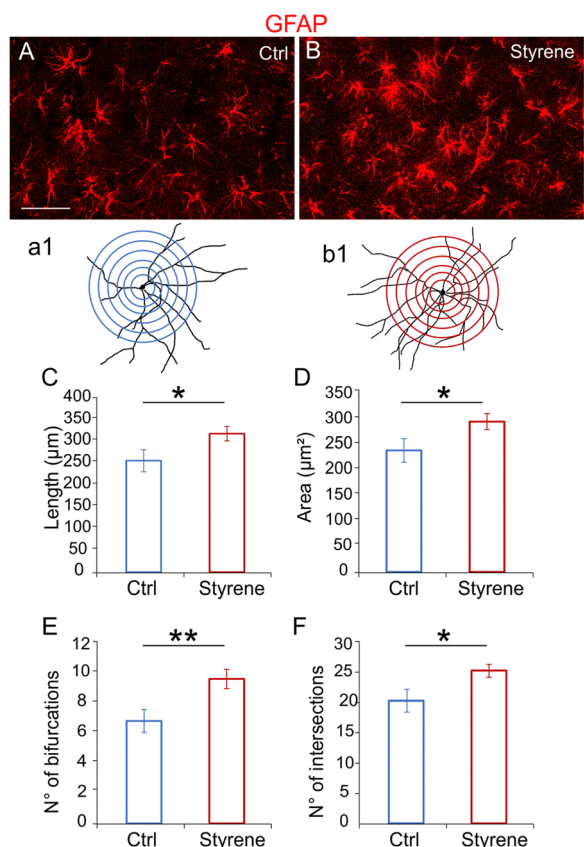 GFAP
A
Ctrl
B
Styrene
a1
b1
C
*
400
350
300
250
200
150
100
50
0
Length (µm)
Ctrl
Styrene
D
*
350
300
250
200
150
100
50
0
Area (µm²)
Ctrl
Styrene
E
**
12
10
8
6
4
2
0
N° of bifurcations
Ctrl
Styrene
F
*
30
25
20
15
10
5
0
N° of intersections
Ctrl
Styrene